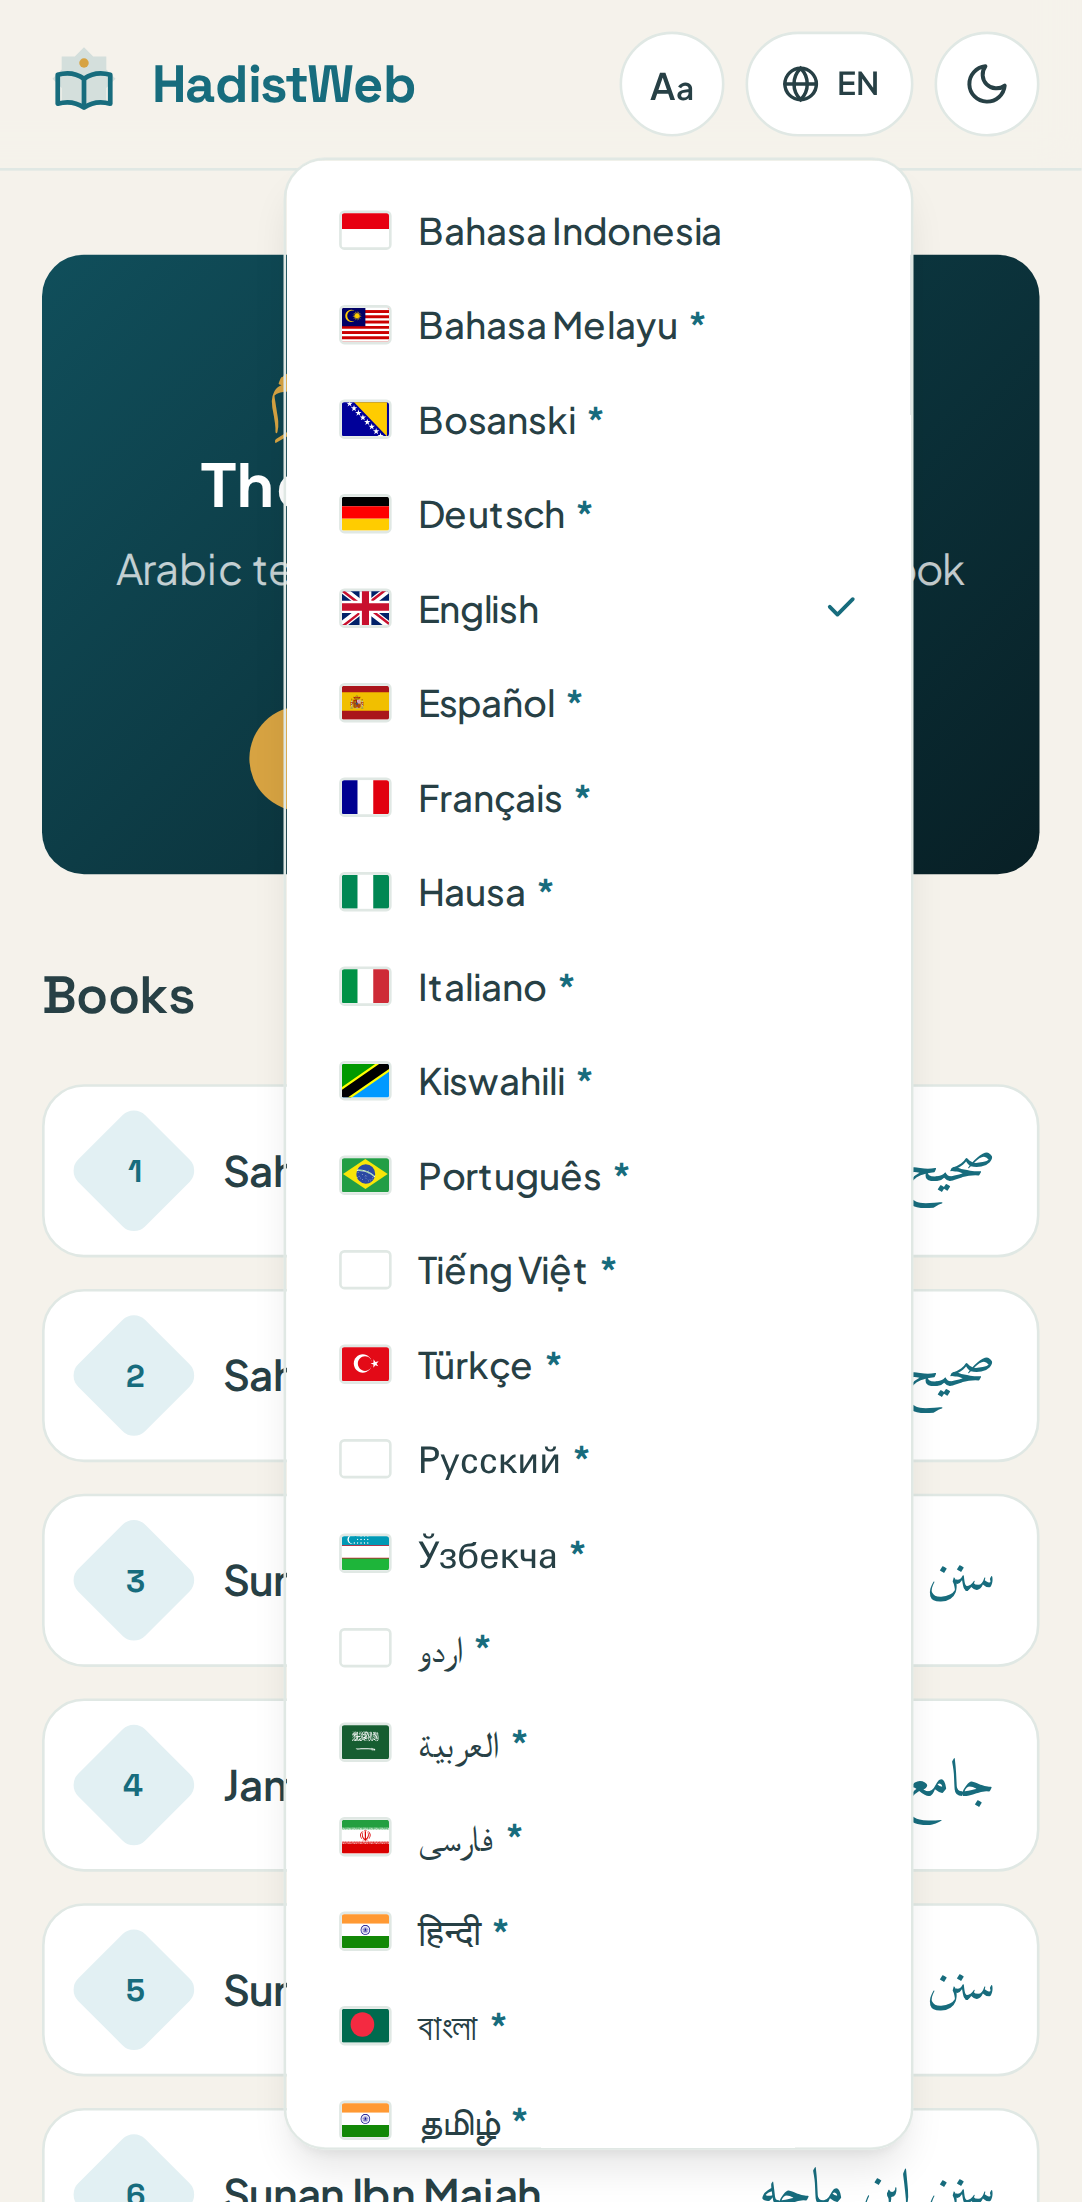 HadistWeb
Aa
EN
Bahasa Indonesia
Bahasa Melayu *
Bosanski *
Deutsch *
English
Español *
Français *
Hausa *
Italiano *
Kiswahili *
Português *
Tiếng Việt *
Türkçe *
Русский *
Ўзбекча *
اردو *
العربية *
فارسی *
हिन्दी *
বাংলা *
தமிழ் *
Arabic
Books
1
صحيح
2
صحيح
3
سنن
4
جامع
5
سنن
6 Sunan Ibn Majah سنن ابن ماجه